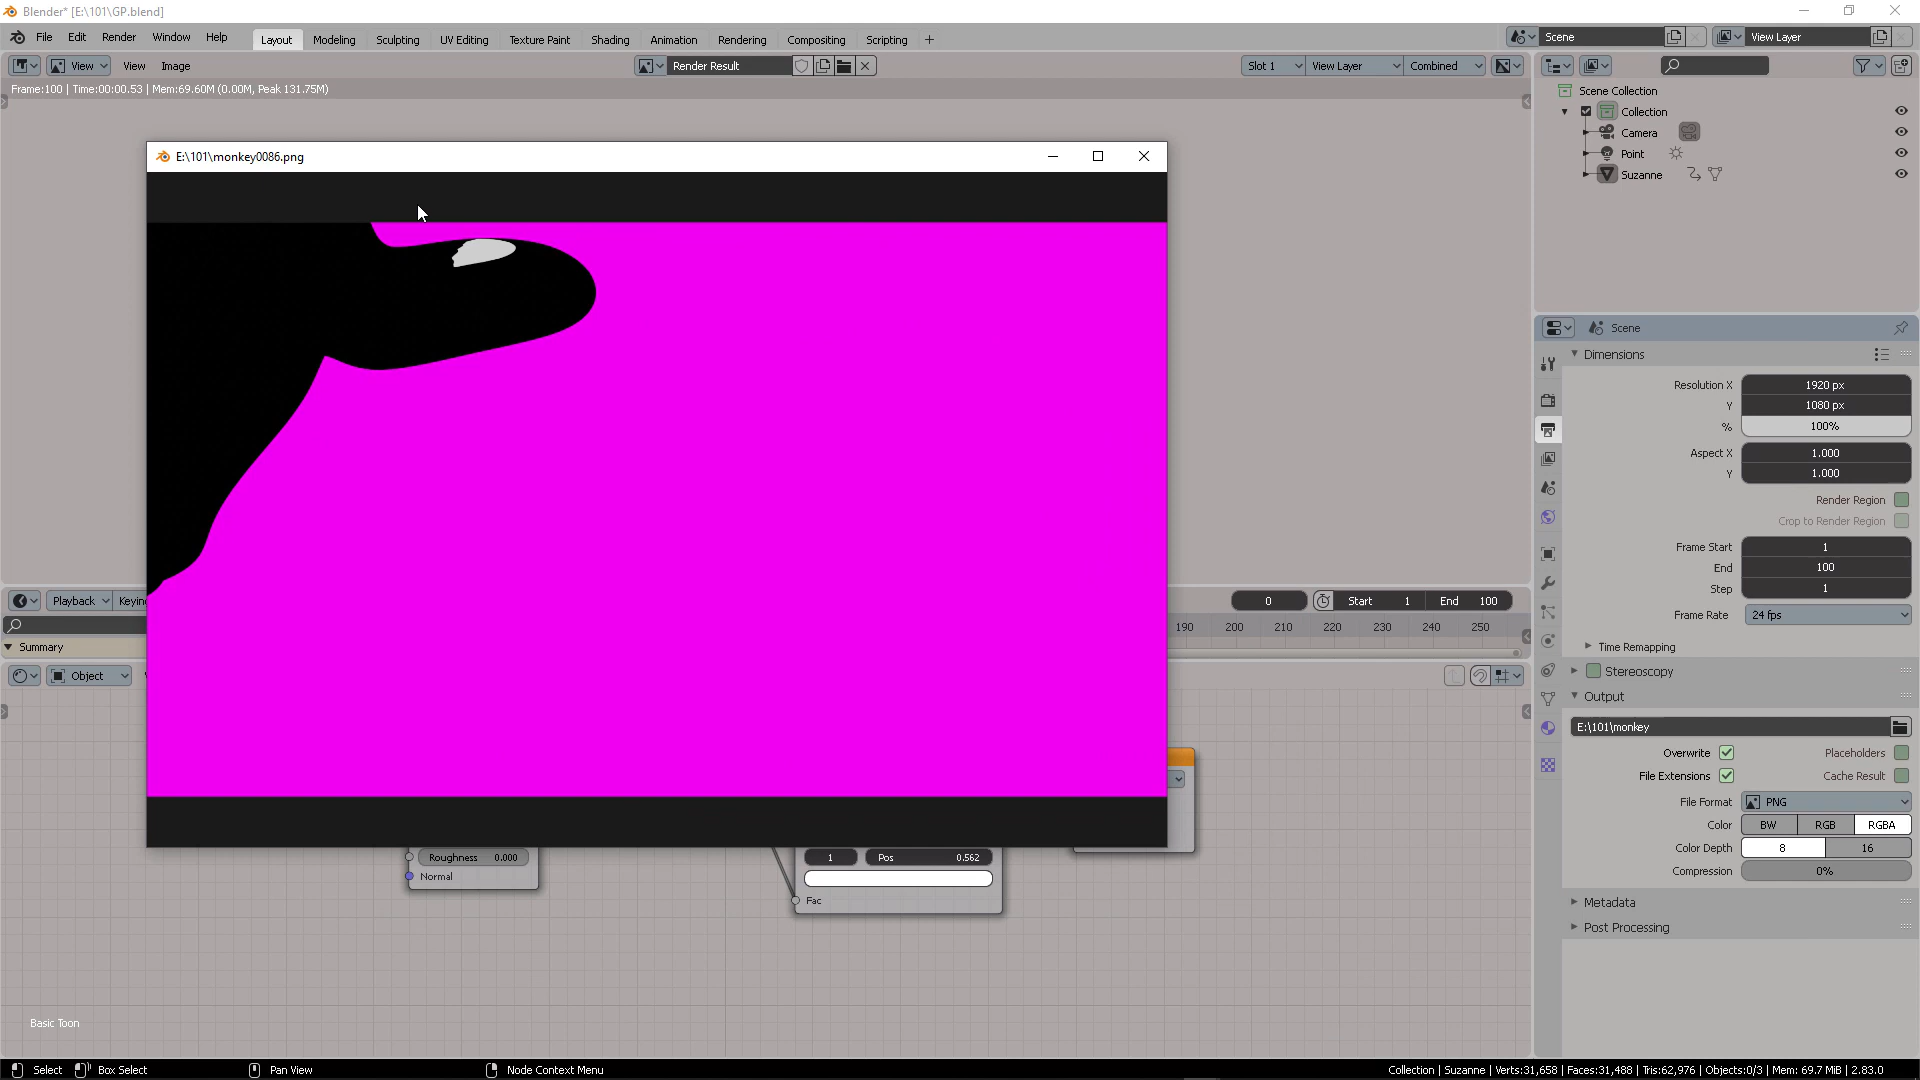 Blender* [E:\101\GP.blend]
File Edit Render Window Help
Layout Modeling Sculpting UV Editing Texture Paint Shading Animation Rendering Compositing Scripting +
Scene
View Layer
View View Image
Render Result
Slot 1 View Layer Combined
Frame:100 | Time:00:00.53 | Mem:69.60M (0.00M, Peak 131.75M)
Scene Collection
Collection
Camera
Point
Suzanne
E:\101\monkey0086.png
Scene
Dimensions
Resolution X 1920 px
Y 1080 px
% 100%
Aspect X 1.000
Y 1.000
Render Region
Crop to Render Region
Frame Start 1
End 100
Step 1
Frame Rate 24 fps
Time Remapping
Stereoscopy
Output
E:\101\monkey
Overwrite Placeholders
File Extensions Cache Result
File Format PNG
Color BW RGB RGBA
Color Depth 8 16
Compression 0%
Metadata
Post Processing
Playback
0 Start 1 End 100
190 200 210 220 230 240 250
Summary
Object
Roughness 0.000
Normal
1 Pos 0.562
Fac
Basic Toon
Select Box Select Pan View Node Context Menu
Collection | Suzanne | Verts:31,658 | Faces:31,488 | Tris:62,976 | Objects:0/3 | Mem: 69.7 MiB | 2.83.0